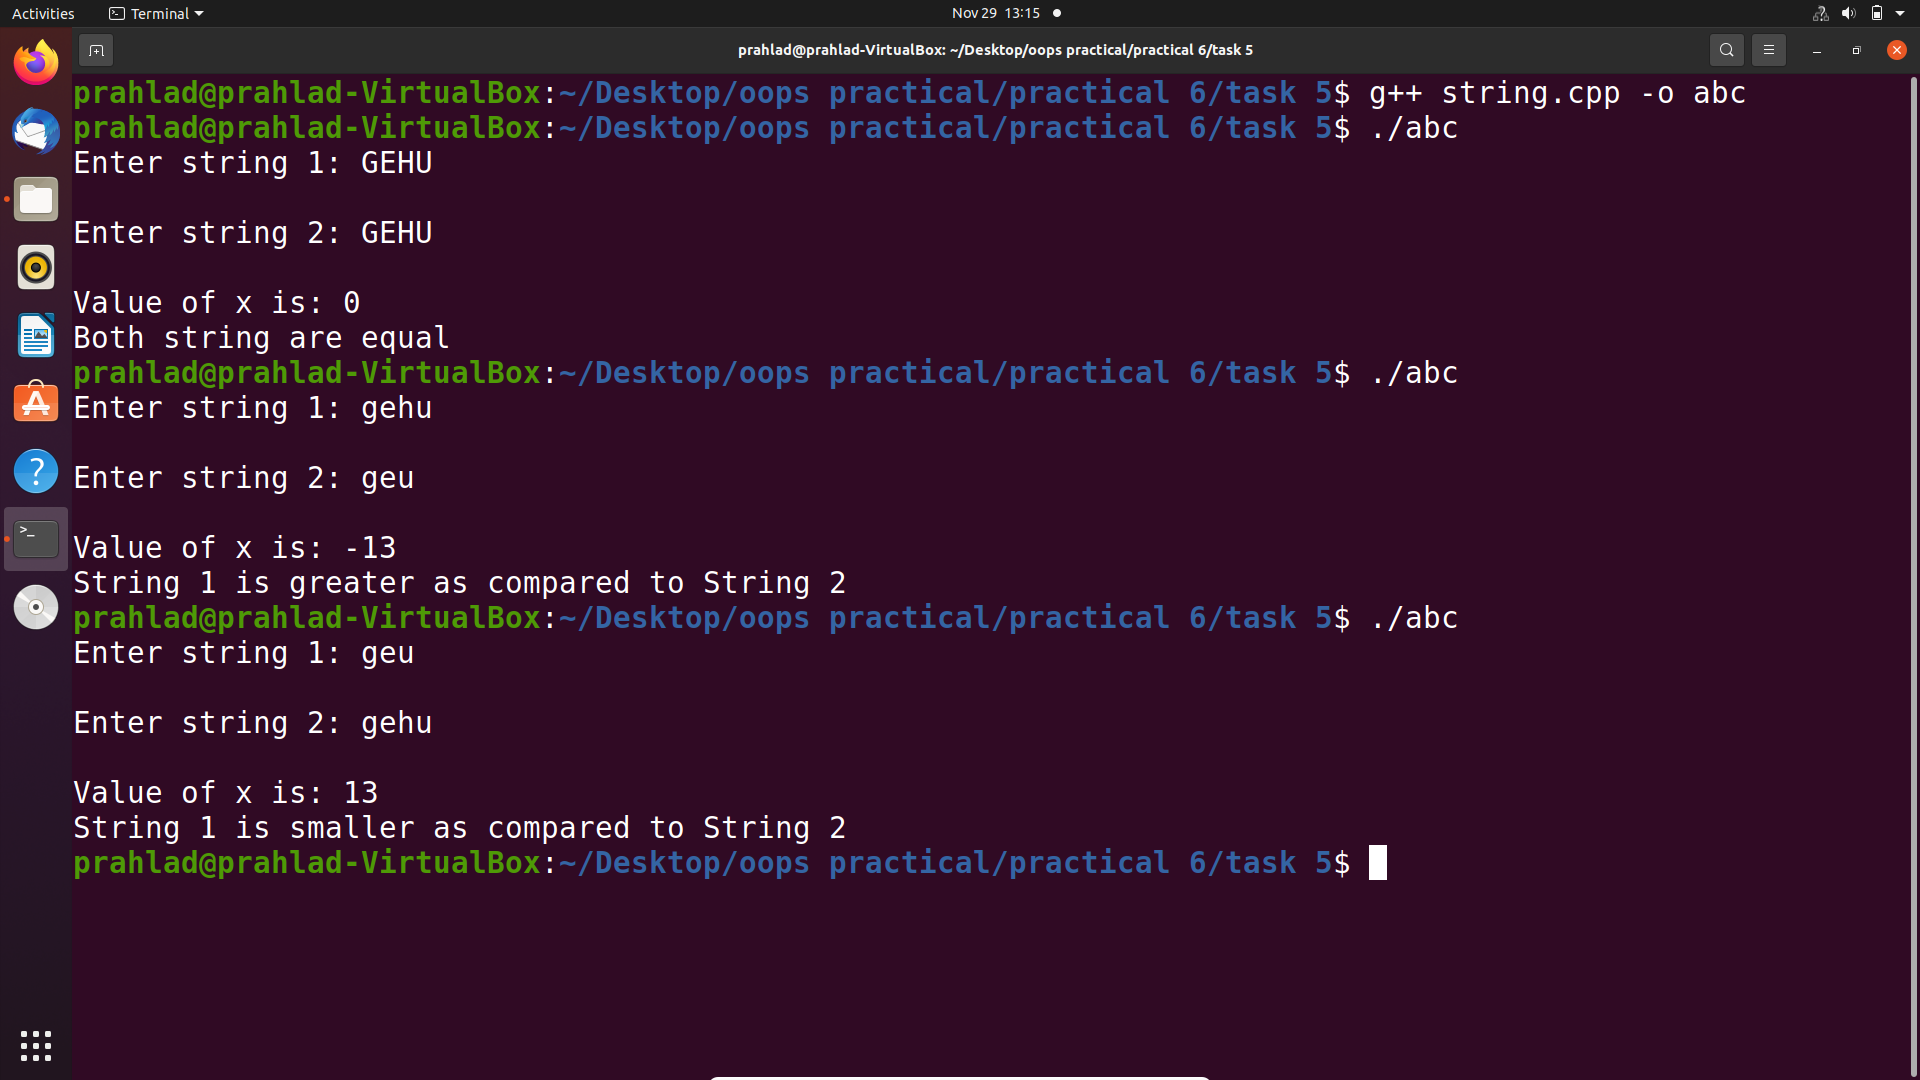 Activities
Terminal
Nov 29 13:15
prahlad@prahlad-VirtualBox: ~/Desktop/oops practical/practical 6/task 5
prahlad@prahlad-VirtualBox:~/Desktop/oops practical/practical 6/task 5$ g++ string.cpp -o abc
prahlad@prahlad-VirtualBox:~/Desktop/oops practical/practical 6/task 5$ ./abc
Enter string 1: GEHU
Enter string 2: GEHU
Value of x is: 0
Both string are equal
prahlad@prahlad-VirtualBox:~/Desktop/oops practical/practical 6/task 5$ ./abc
Enter string 1: gehu
Enter string 2: geu
Value of x is: -13
String 1 is greater as compared to String 2
prahlad@prahlad-VirtualBox:~/Desktop/oops practical/practical 6/task 5$ ./abc
Enter string 1: geu
Enter string 2: gehu
Value of x is: 13
String 1 is smaller as compared to String 2
prahlad@prahlad-VirtualBox:~/Desktop/oops practical/practical 6/task 5$